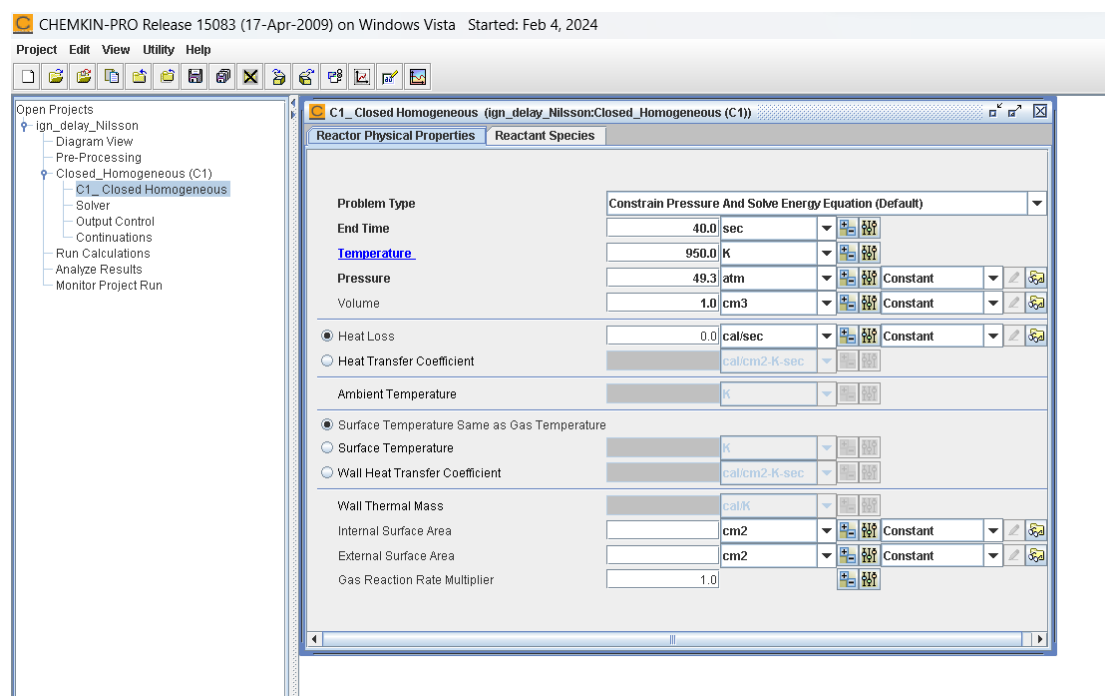 CHEMKIN-PRO Release 15083 (17-Apr-2009) on Windows Vista   Started: Feb 4, 2024
Project Edit View Utility Help
Open Projects
ign_delay_Nilsson
Diagram View
Pre-Processing
Closed_Homogeneous (C1)
C1_ Closed Homogeneous
Solver
Output Control
Continuations
Run Calculations
Analyze Results
Monitor Project Run
C1_ Closed Homogeneous (ign_delay_Nilsson:Closed_Homogeneous (C1))
Reactor Physical Properties Reactant Species
Problem Type Constrain Pressure And Solve Energy Equation (Default)
End Time 40.0 sec
Temperature 950.0 K
Pressure 49.3 atm Constant
Volume 1.0 cm3 Constant
Heat Loss 0.0 cal/sec Constant
Heat Transfer Coefficient cal/cm2-K-sec
Ambient Temperature K
Surface Temperature Same as Gas Temperature
Surface Temperature K
Wall Heat Transfer Coefficient cal/cm2-K-sec
Wall Thermal Mass cal/K
Internal Surface Area cm2 Constant
External Surface Area cm2 Constant
Gas Reaction Rate Multiplier 1.0